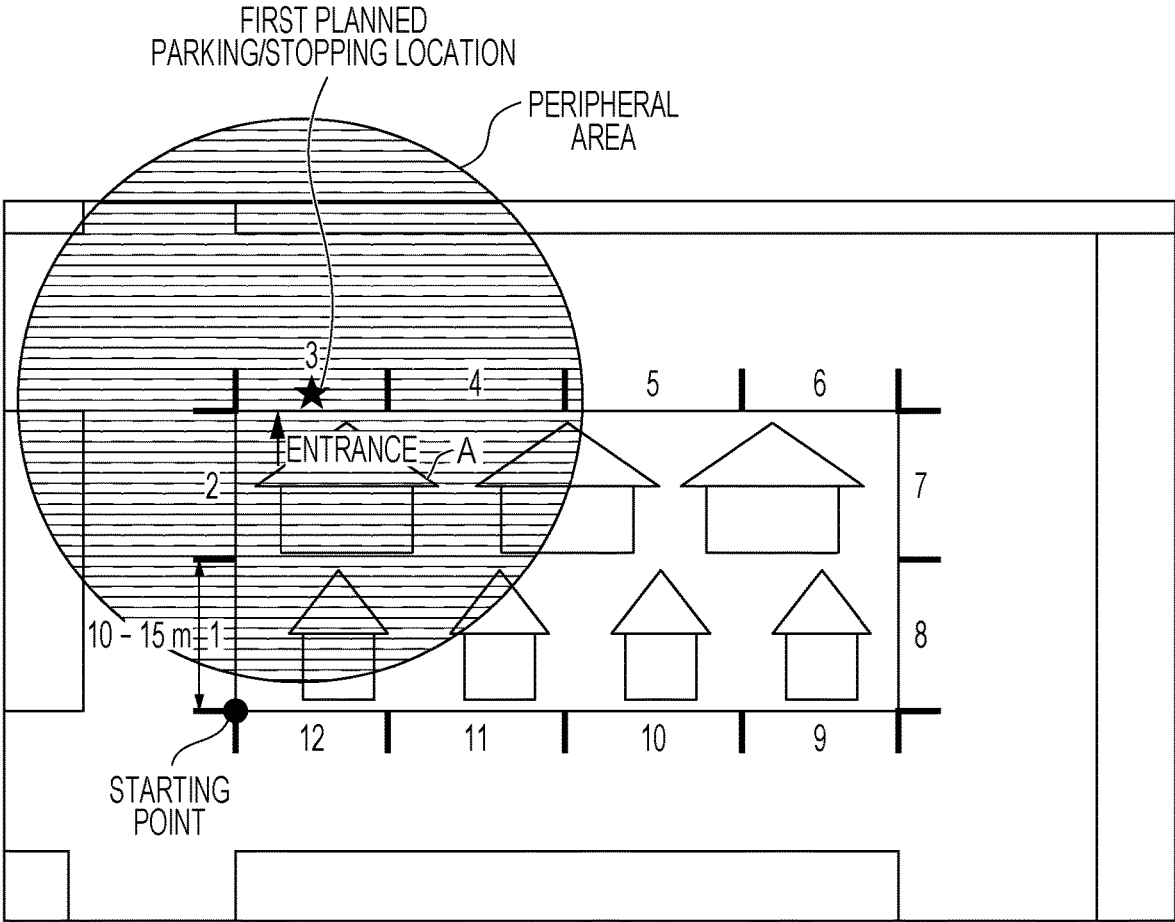 FIRST PLANNED
PARKING/STOPPING LOCATION
PERIPHERAL
AREA
3
4
5
6
ENTRANCE
A
2
7
10 – 15 m
1
8
12
11
10
9
STARTING
POINT